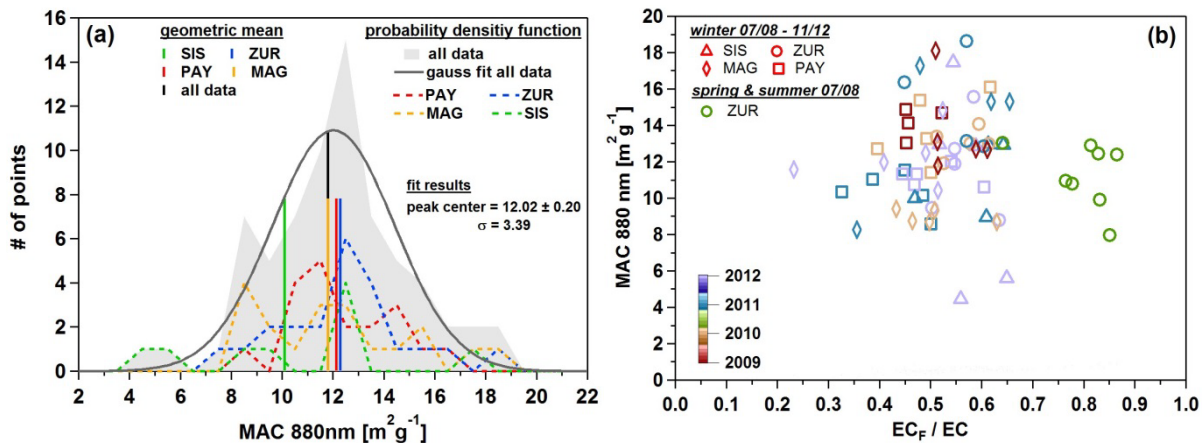 (a)
geometric mean
SIS ZUR
PAY MAG
all data
probability densitiy function
all data
gauss fit all data
PAY ZUR
MAG SIS
fit results
peak center = 12.02 ± 0.20
σ = 3.39
# of points
16
14
12
10
8
6
4
2
0
2 4 6 8 10 12 14 16 18 20 22
MAC 880nm [m²g⁻¹]
(b)
winter 07/08 - 11/12
SIS ZUR
MAG PAY
spring & summer 07/08
ZUR
2012
2011
2010
2009
MAC 880 nm [m²g⁻¹]
20
18
16
14
12
10
8
6
4
2
0
0.0 0.1 0.2 0.3 0.4 0.5 0.6 0.7 0.8 0.9 1.0
EC_F / EC